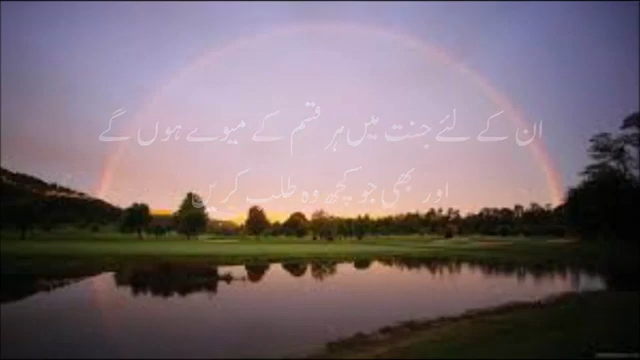 ان کے لئے جنت میں ہر قسم کے میوے ہوں گے
اور بھی جو کچھ وہ طلب کریں